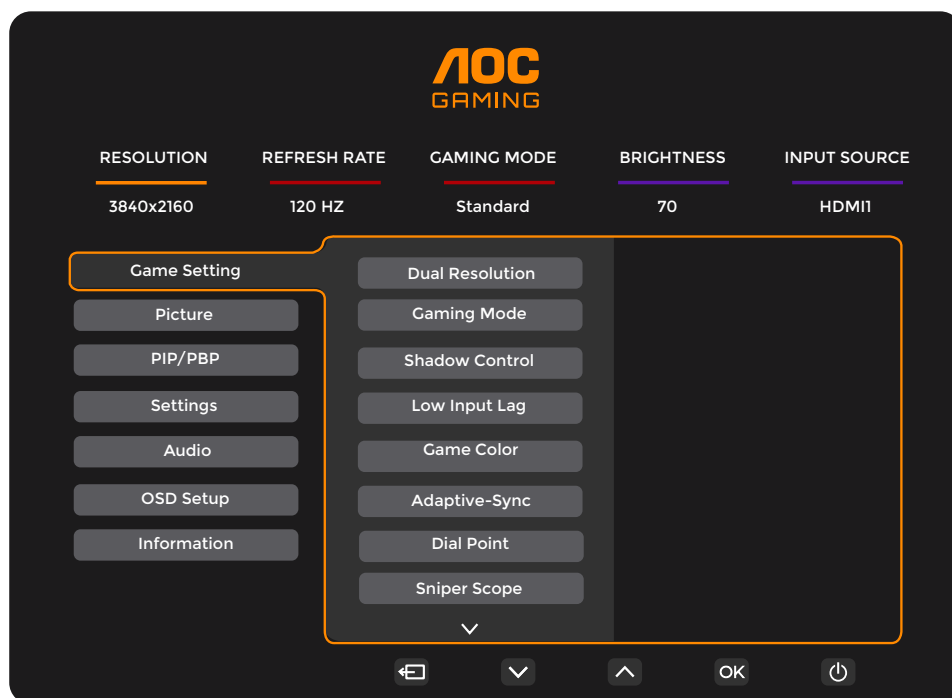 AOC
GAMING
RESOLUTION REFRESH RATE GAMING MODE BRIGHTNESS INPUT SOURCE
3840x2160 120 HZ Standard 70 HDMI1
Game Setting
Picture
PIP/PBP
Settings
Audio
OSD Setup
Information
Dual Resolution
Gaming Mode
Shadow Control
Low Input Lag
Game Color
Adaptive-Sync
Dial Point
Sniper Scope
OK